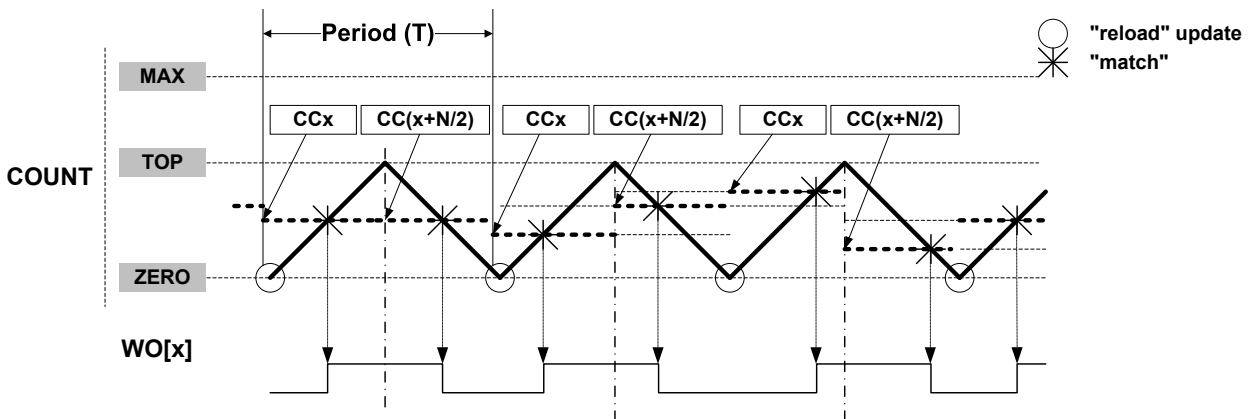 Period (T)
"reload" update
"match"
MAX
CCx
CC(x+N/2)
CCx
CC(x+N/2)
CCx
CC(x+N/2)
COUNT
TOP
ZERO
WO[x]